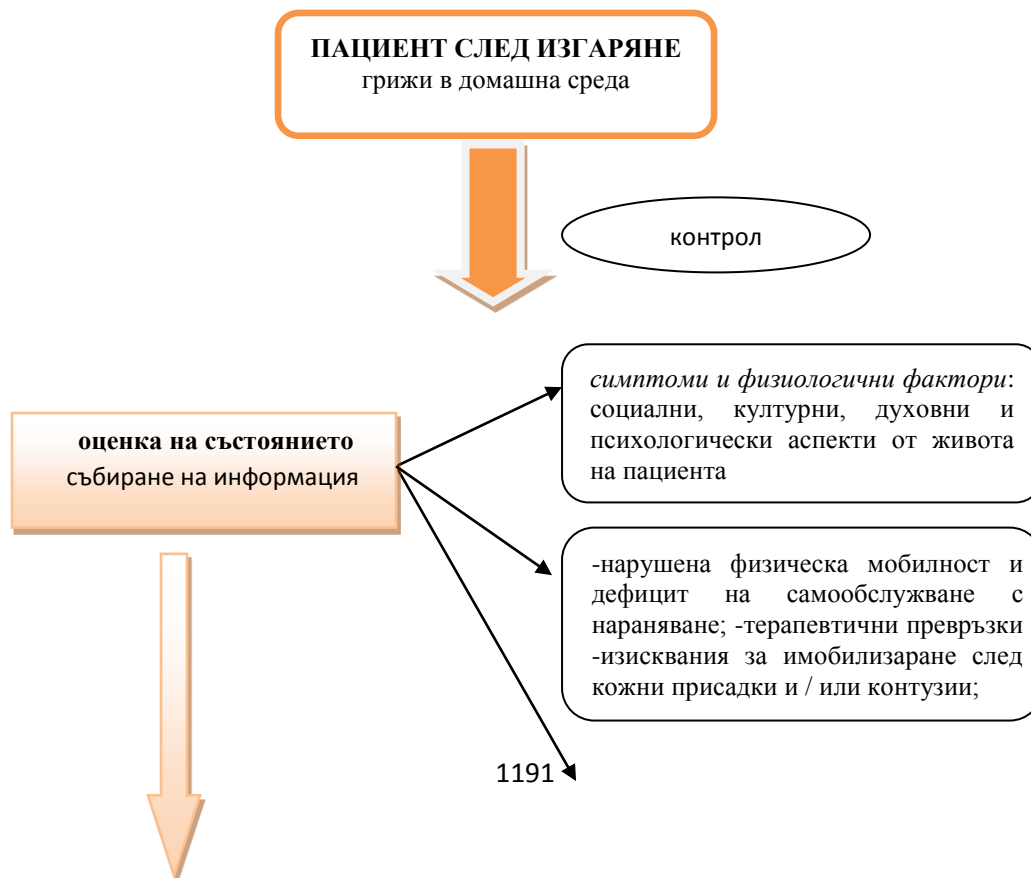 ПАЦИЕНТ СЛЕД ИЗГАРЯНЕ
грижи в домашна среда
контрол
симптоми и физиологични фактори:
социални, културни, духовни и
психологически аспекти от живота
на пациента
оценка на състоянието
събиране на информация
-нарушена физическа мобилност и
дефицит на самообслужване с
нараняване; -терапевтични превръзки
-изисквания за имобилизаране след
кожни присадки и / или контузии;
1191